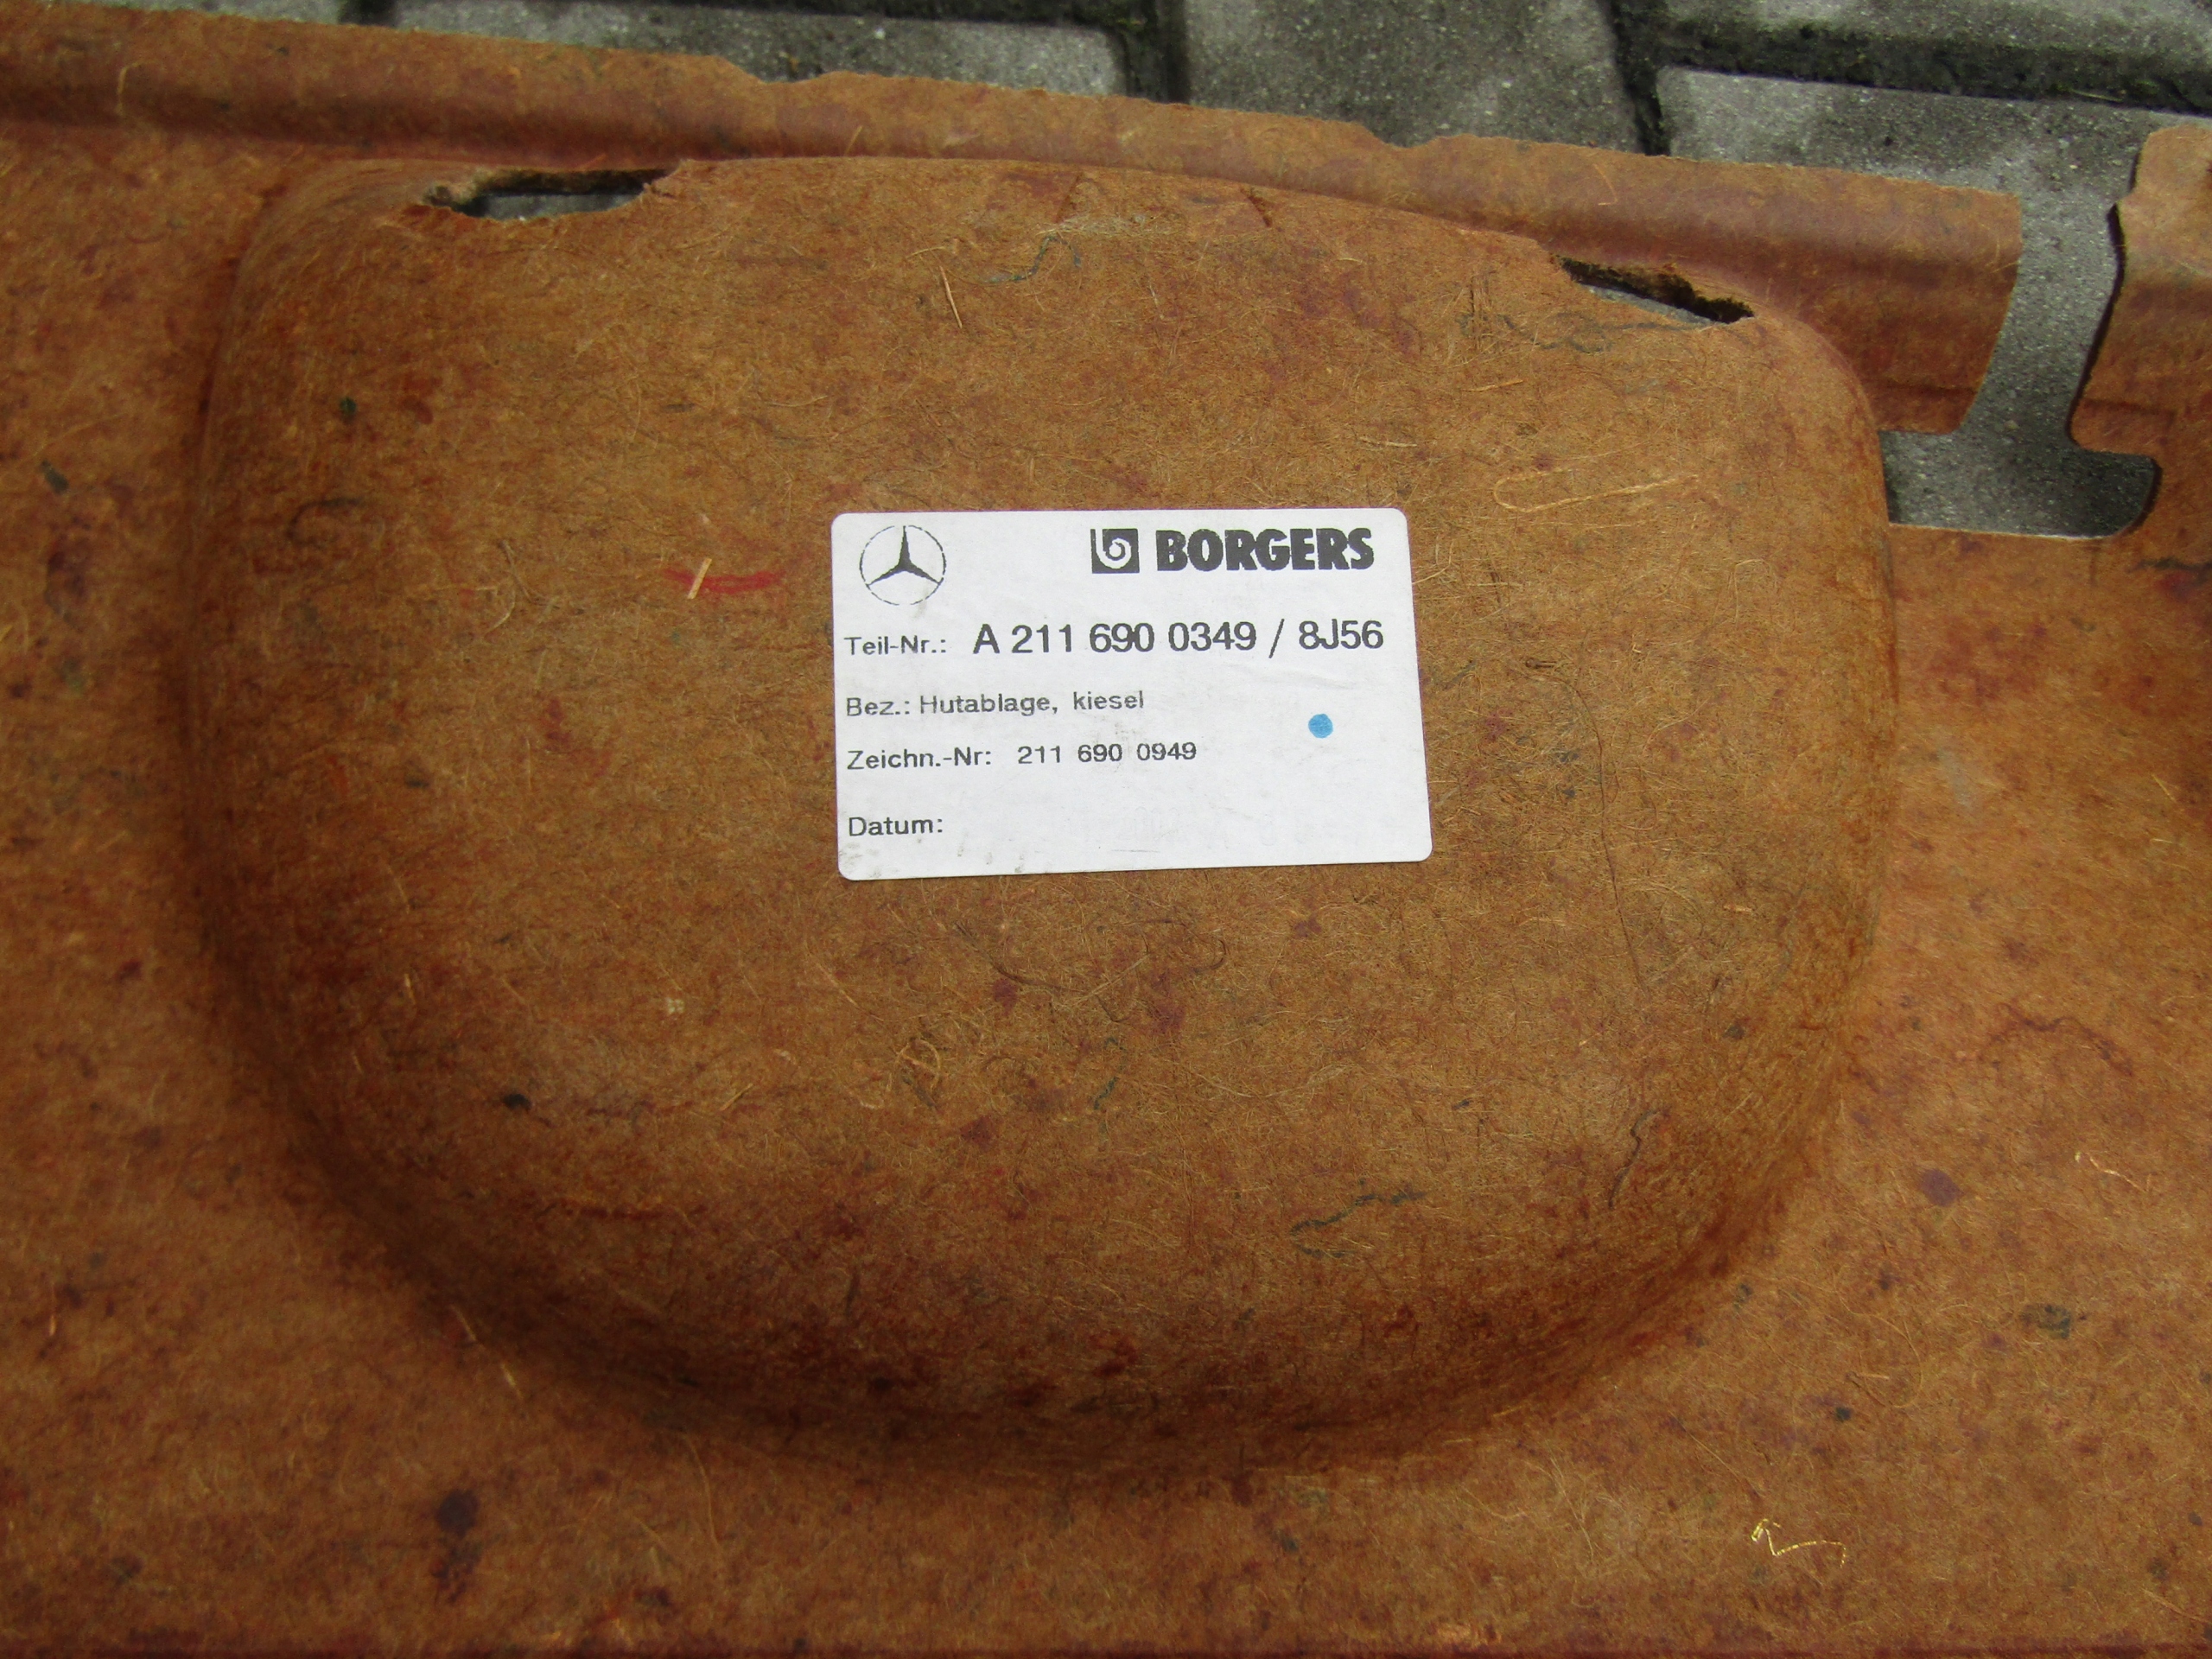 BORGERS
Teil-Nr.: A 211 690 0349 / 8J56
Bez.: Hutablage, kiesel
Zeichn.-Nr: 211 690 0949
Datum: